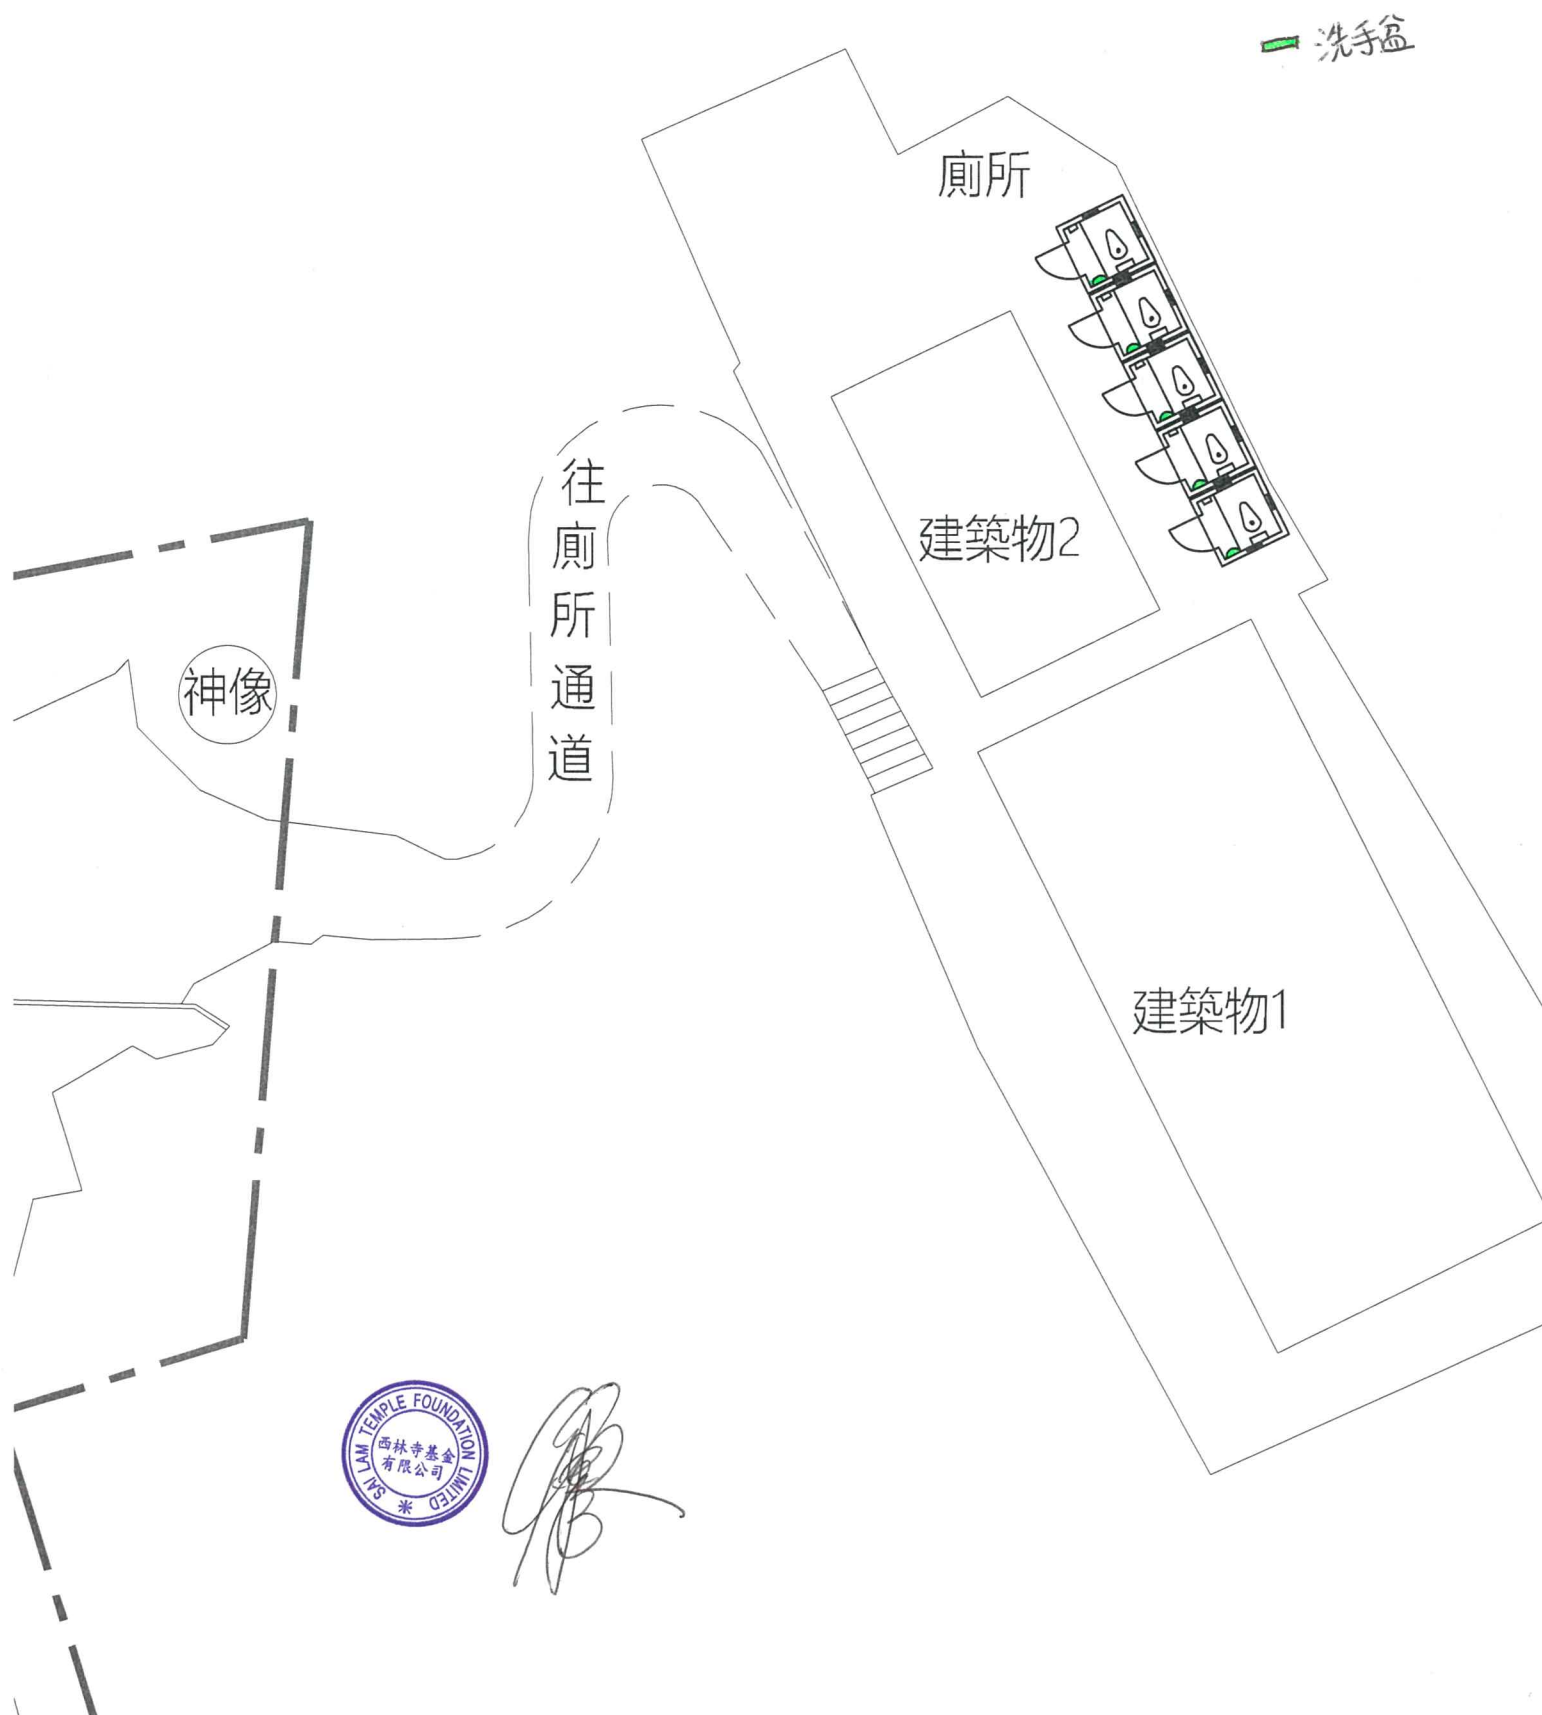 洗手盆
廁所
往廁所通道
建築物2
神像
建築物1
SAI LAM TEMPLE FOUNDATION LIMITED
西林寺基金
有限公司